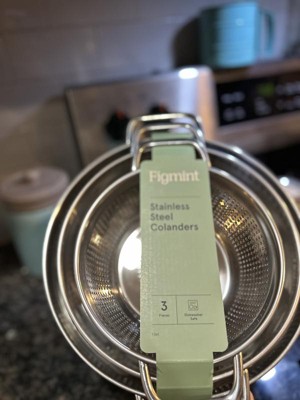 Figmint
Stainless
Steel
Colanders
3
Pieces
Dishwasher
Safe